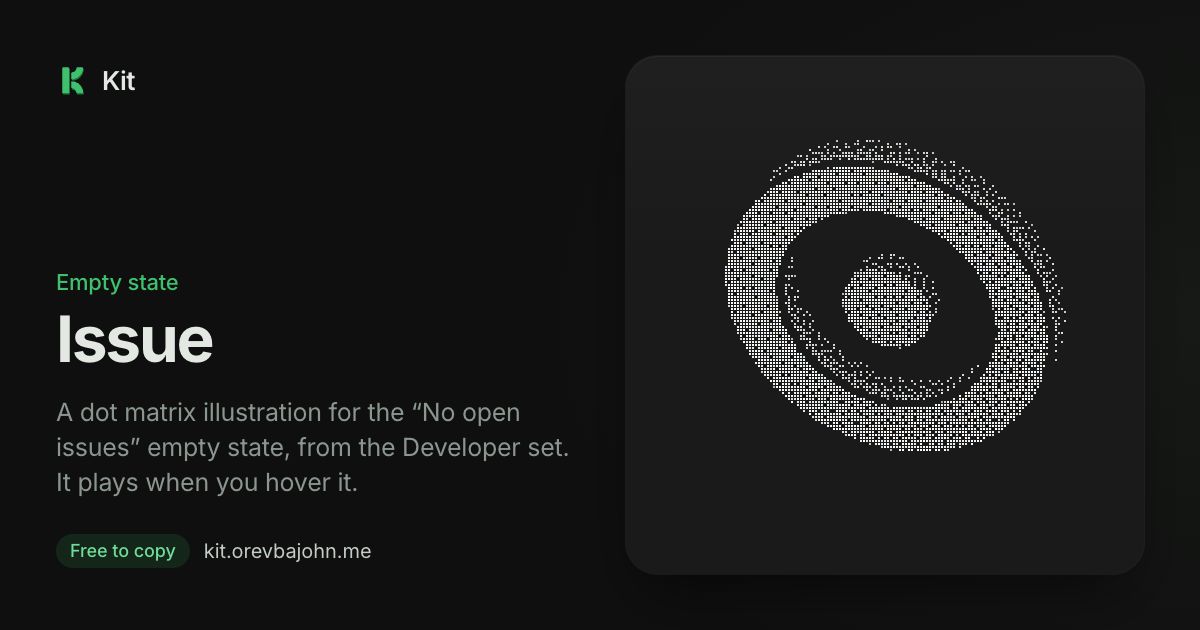 Kit
Empty state
Issue
A dot matrix illustration for the “No open
issues” empty state, from the Developer set.
It plays when you hover it.
Free to copy
kit.orevbajohn.me